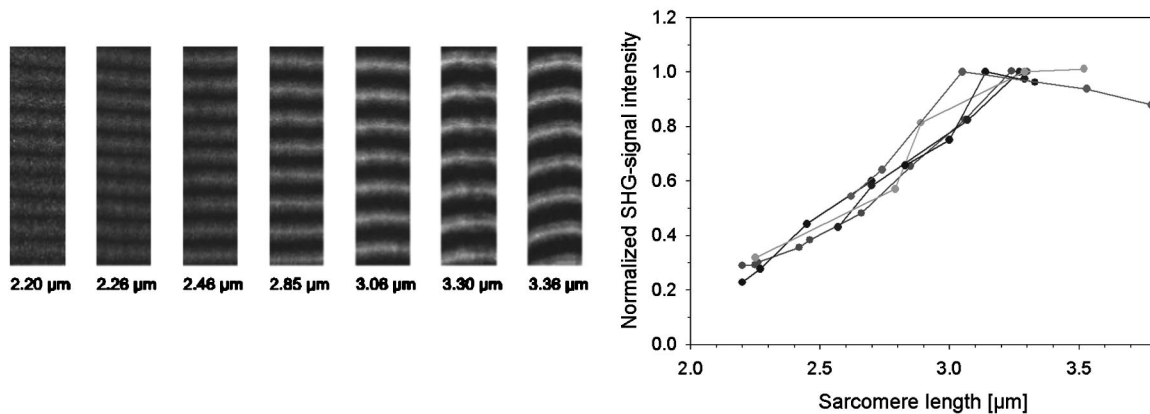 2.20 µm 2.26 µm 2.46 µm 2.85 µm 3.06 µm 3.30 µm 3.36 µm
Normalized SHG-signal intensity
1.2
1.0
0.8
0.6
0.4
0.2
0.0
2.0 2.5 3.0 3.5
Sarcomere length [µm]